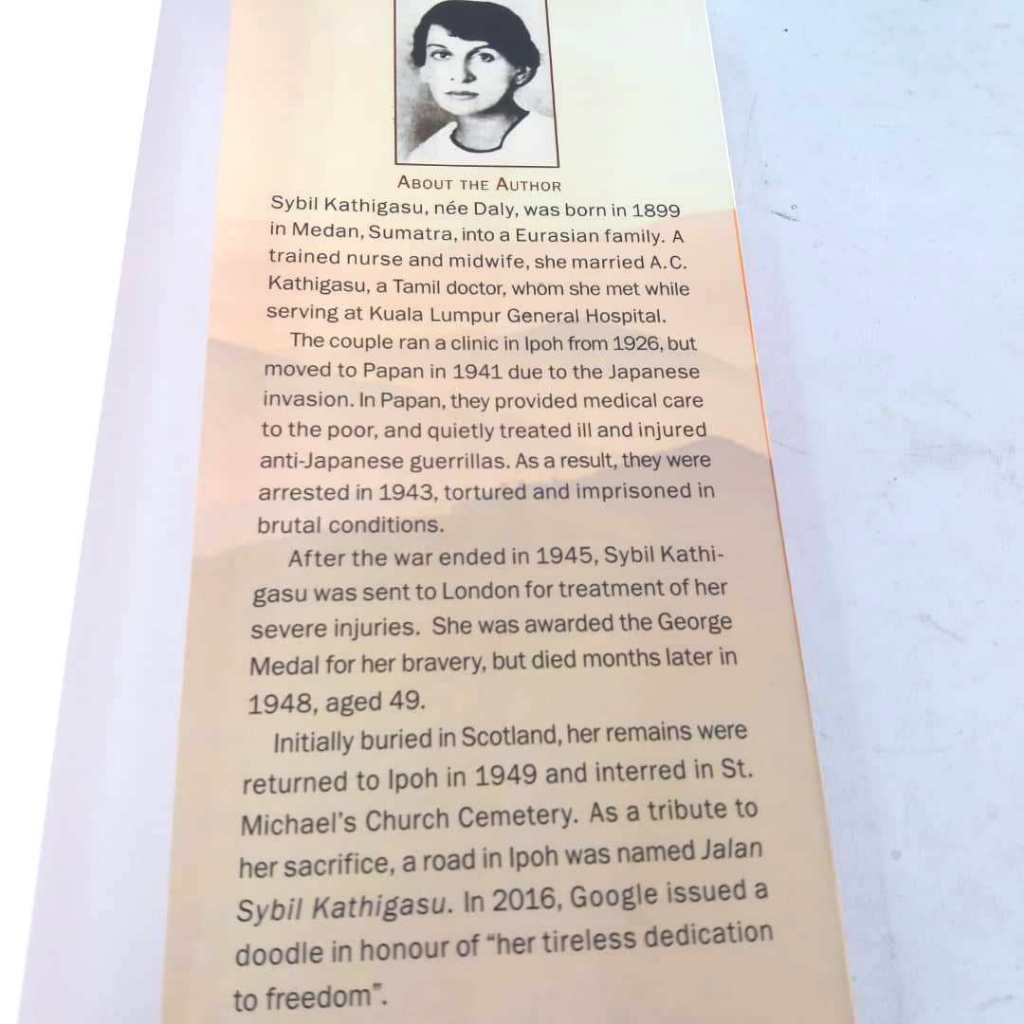 ABOUT THE AUTHOR
Sybil Kathigasu, née Daly, was born in 1899
in Medan, Sumatra, into a Eurasian family. A
trained nurse and midwife, she married A.C.
Kathigasu, a Tamil doctor, whom she met while
serving at Kuala Lumpur General Hospital.
The couple ran a clinic in Ipoh from 1926, but
moved to Papan in 1941 due to the Japanese
invasion. In Papan, they provided medical care
to the poor, and quietly treated ill and injured
anti-Japanese guerrillas. As a result, they were
arrested in 1943, tortured and imprisoned in
brutal conditions.
After the war ended in 1945, Sybil Kathi-
gasu was sent to London for treatment of her
severe injuries. She was awarded the George
Medal for her bravery, but died months later in
1948, aged 49.
Initially buried in Scotland, her remains were
returned to Ipoh in 1949 and interred in St.
Michael's Church Cemetery. As a tribute to
her sacrifice, a road in Ipoh was named Jalan
Sybil Kathigasu. In 2016, Google issued a
doodle in honour of “her tireless dedication
to freedom”.